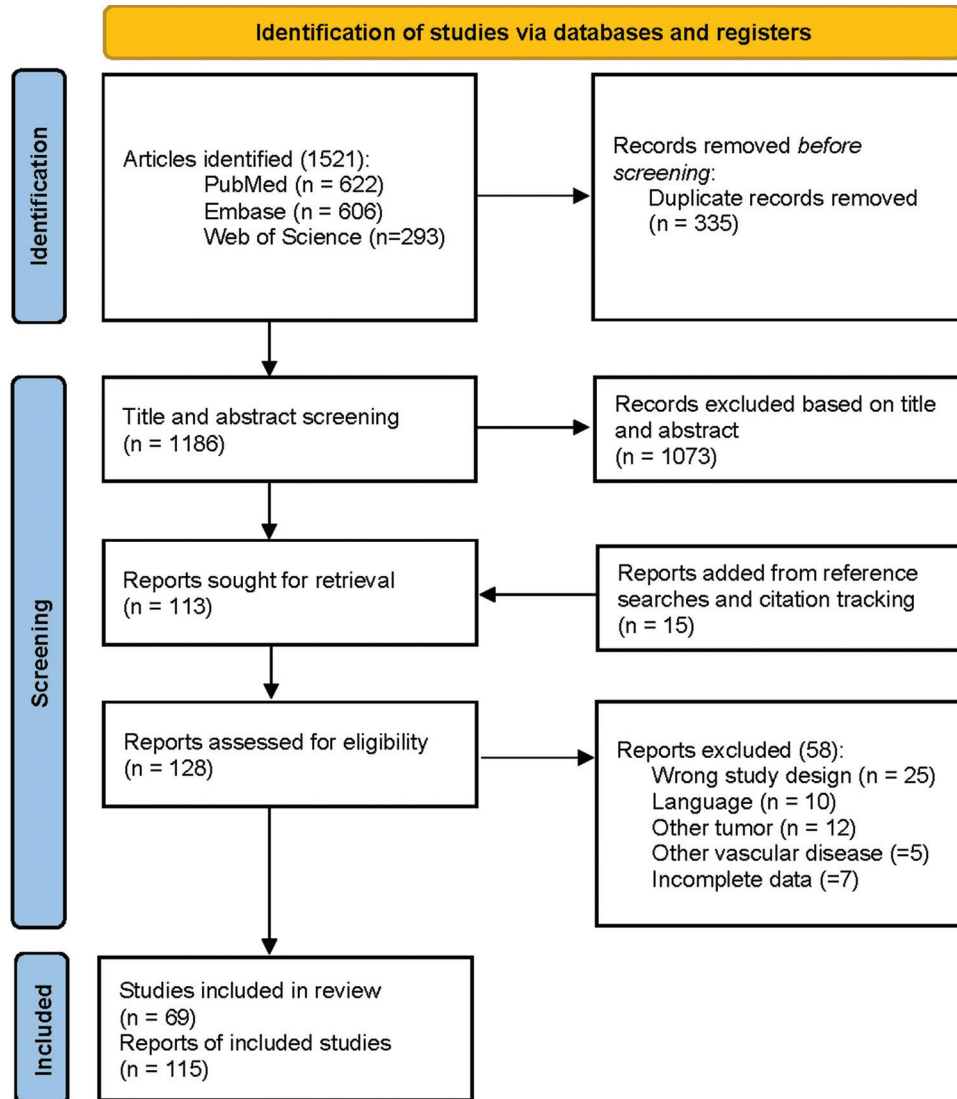 Identification of studies via databases and registers
Identification
Articles identified (1521):
PubMed (n = 622)
Embase (n = 606)
Web of Science (n=293)
Records removed before
screening:
Duplicate records removed
(n = 335)
Screening
Title and abstract screening
(n = 1186)
Records excluded based on title
and abstract
(n = 1073)
Reports sought for retrieval
(n = 113)
Reports added from reference
searches and citation tracking
(n = 15)
Reports assessed for eligibility
(n = 128)
Reports excluded (58):
Wrong study design (n = 25)
Language (n = 10)
Other tumor (n = 12)
Other vascular disease (=5)
Incomplete data (=7)
Included
Studies included in review
(n = 69)
Reports of included studies
(n = 115)